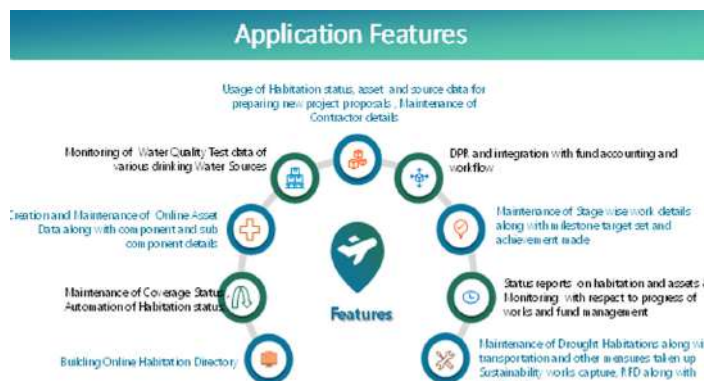 Application Features
Usage of Habitation status, asset and source data for
preparing new project proposals , Maintenance of
Contractor details
Monitoring of Water Quality Test data of
various drinking Water Sources
DPR and integration with fund accounting and
workflow
Creation and Maintenance of Online Asset
Data along with component and sub
component details
Maintenance of Stage wise work details
along with milestone target set and
achievement made
Maintenance of Coverage Status,
Automation of Habitation status
Status reports on habitation and assets &
Monitoring with respect to progress of
works and fund management
Features
Building Online Habitation Directory
Maintenance of Drought Habitations along wi
transportation and other measures taken up
Sustainability works capture, RFD along with